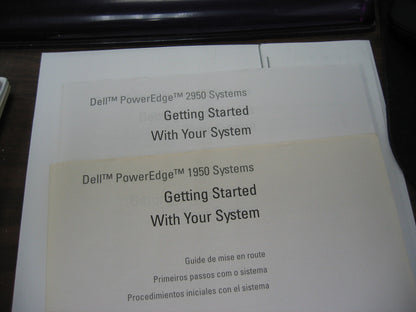 Dell™ PowerEdge™ 2950 Systems
Getting Started
With Your System
Dell™ PowerEdge™ 1950 Systems
Getting Started
With Your System
Guide de mise en route
Primeiros passos com o sistema
Procedimientos iniciales con el sistema